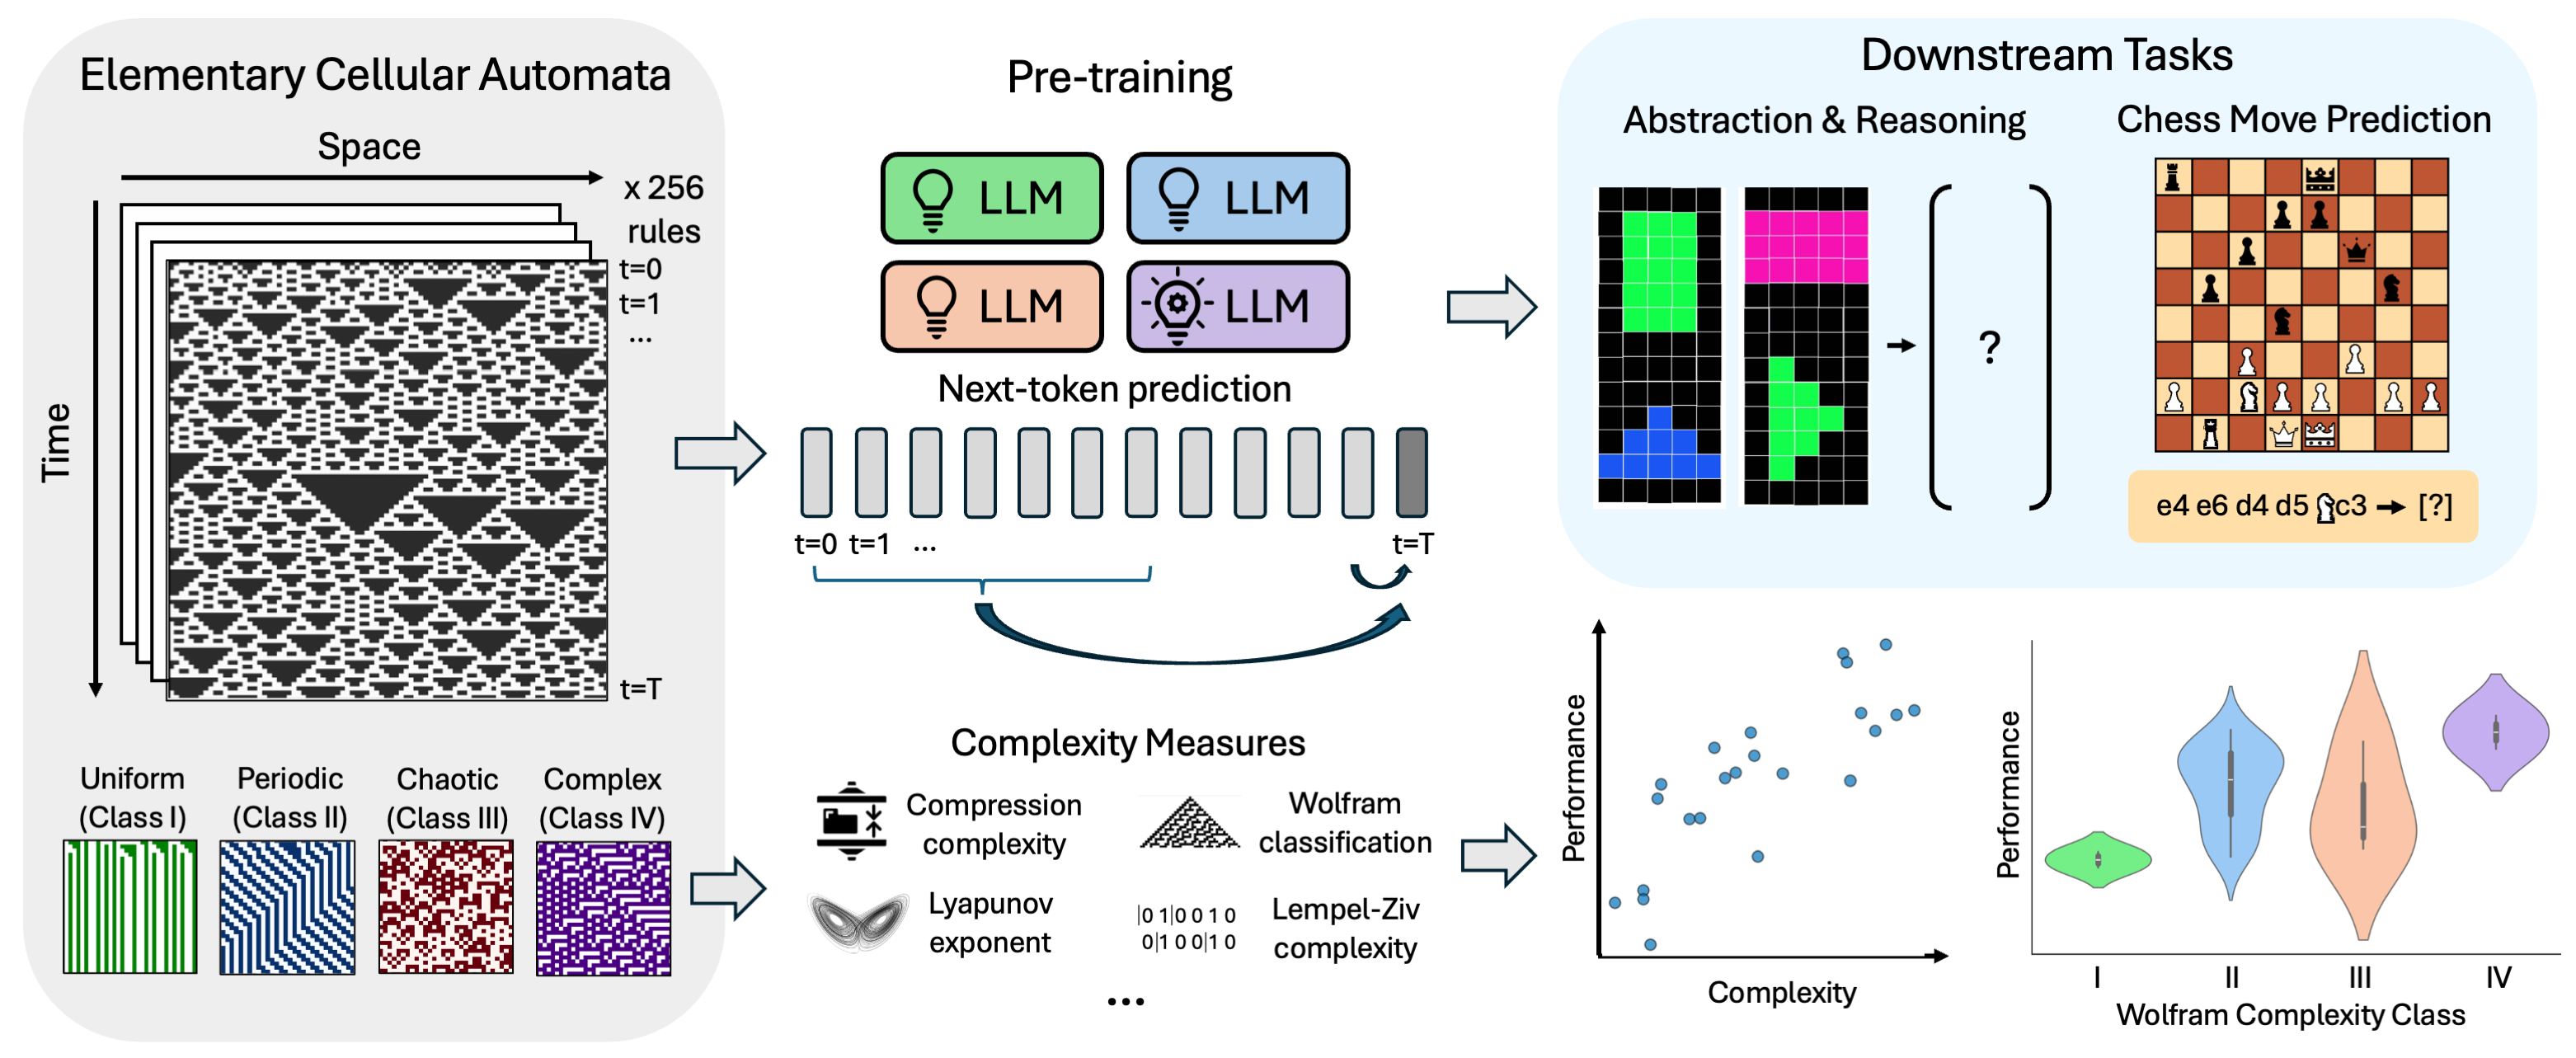 Elementary Cellular Automata
Space
x 256
rules
Time
t=0
t=1
...
t=T
Uniform
(Class I)
Periodic
(Class II)
Chaotic
(Class III)
Complex
(Class IV)
Pre-training
LLM
LLM
LLM
LLM
Next-token prediction
t=0 t=1 ... t=T
Complexity Measures
Compression
complexity
Wolfram
classification
Lyapunov
exponent
|0 1|0 0 1 0
0|1 0 0|1 0
Lempel-Ziv
complexity
...
Downstream Tasks
Abstraction & Reasoning
?
Chess Move Prediction
e4 e6 d4 d5 ♘c3 → [?]
Performance
Complexity
Performance
I II III IV
Wolfram Complexity Class